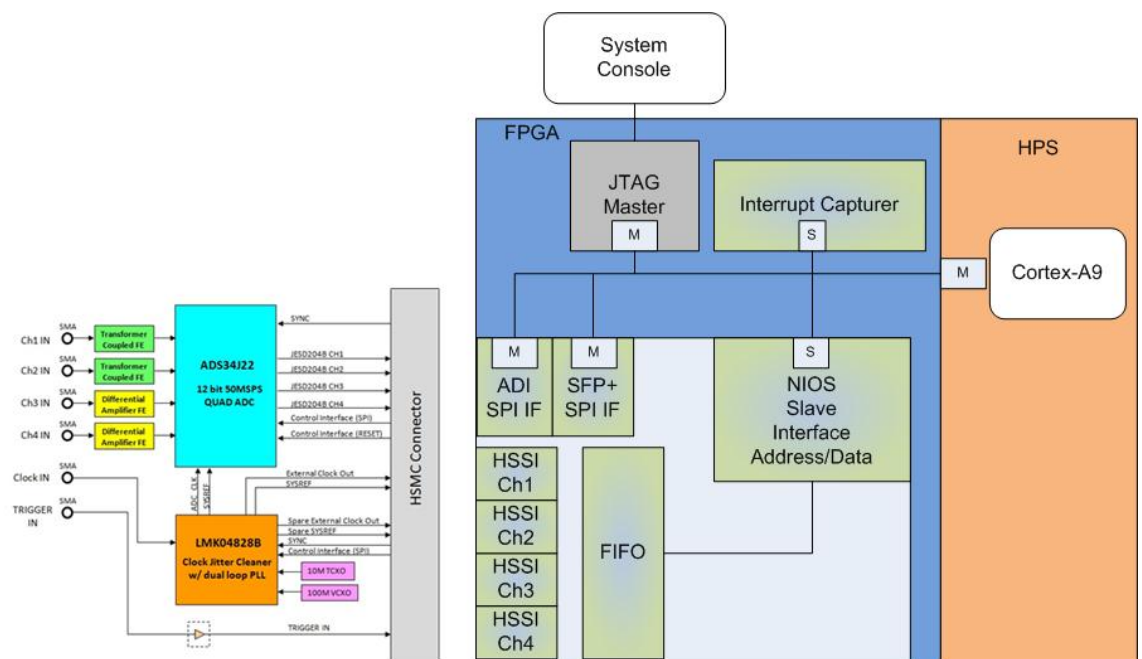 System
Console
FPGA
HPS
JTAG
Master
M
Interrupt Capturer
S
M
Cortex-A9
SMA
Ch1 IN
Transformer
Coupled FE
SMA
Ch2 IN
Transformer
Coupled FE
SMA
Ch3 IN
Differential
Amplifier FE
SMA
Ch4 IN
Differential
Amplifier FE
ADS34J22
12 bit 50MSPS
QUAD ADC
SYNC
JESD204B CH1
JESD204B CH2
JESD204B CH3
JESD204B CH4
Control Interface (SPI)
Control Interface (RESET)
HSMC Connector
SMA
Clock IN
SMA
TRIGGER
IN
ADC_CLK
SYSREF
External Clock Out
SYSREF
LMK04828B
Clock Jitter Cleaner
w/ dual loop PLL
Spare External Clock Out
Spare SYSREF
SYNC
Control Interface (SPI)
10M TCXO
100M VCXO
TRIGGER IN
M
ADI
SPI IF
M
SFP+
SPI IF
S
NIOS
Slave
Interface
Address/Data
HSSI
Ch1
HSSI
Ch2
HSSI
Ch3
HSSI
Ch4
FIFO